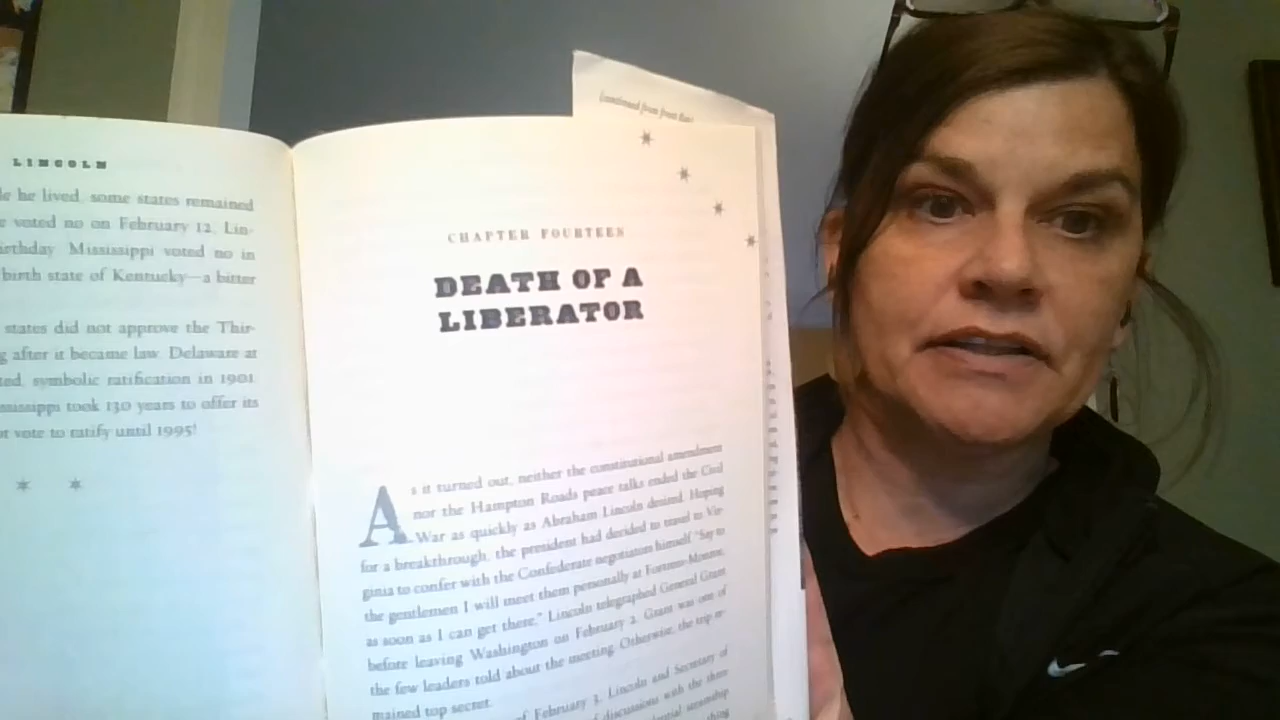 LINCOLN
he lived, some states remained
voted no on February 12, Lin-
birthday. Mississippi voted no in
birth state of Kentucky—a bitter
states did not approve the Thir-
after it became law. Delaware at
symbolic ratification in 1901.
took 130 years to offer its
vote to ratify until 1995!
(continued from front flap)
CHAPTER FOURTEEN
DEATH OF A
LIBERATOR
As it turned out, neither the constitutional amendment
nor the Hampton Roads peace talks ended the Civil
War as quickly as Abraham Lincoln desired. Hoping
for a breakthrough, the president had decided to travel to Vir-
ginia to confer with the Confederate negotiators himself. "Say to
the gentlemen I will meet them personally at Fortress-Monroe,
as soon as I can get there," Lincoln telegraphed General Grant
before leaving Washington on February 2. Grant was one of
the few leaders told about the meeting. Otherwise, the trip re-
mained top secret.
of February 3, Lincoln and Secretary of
of discussions with the three